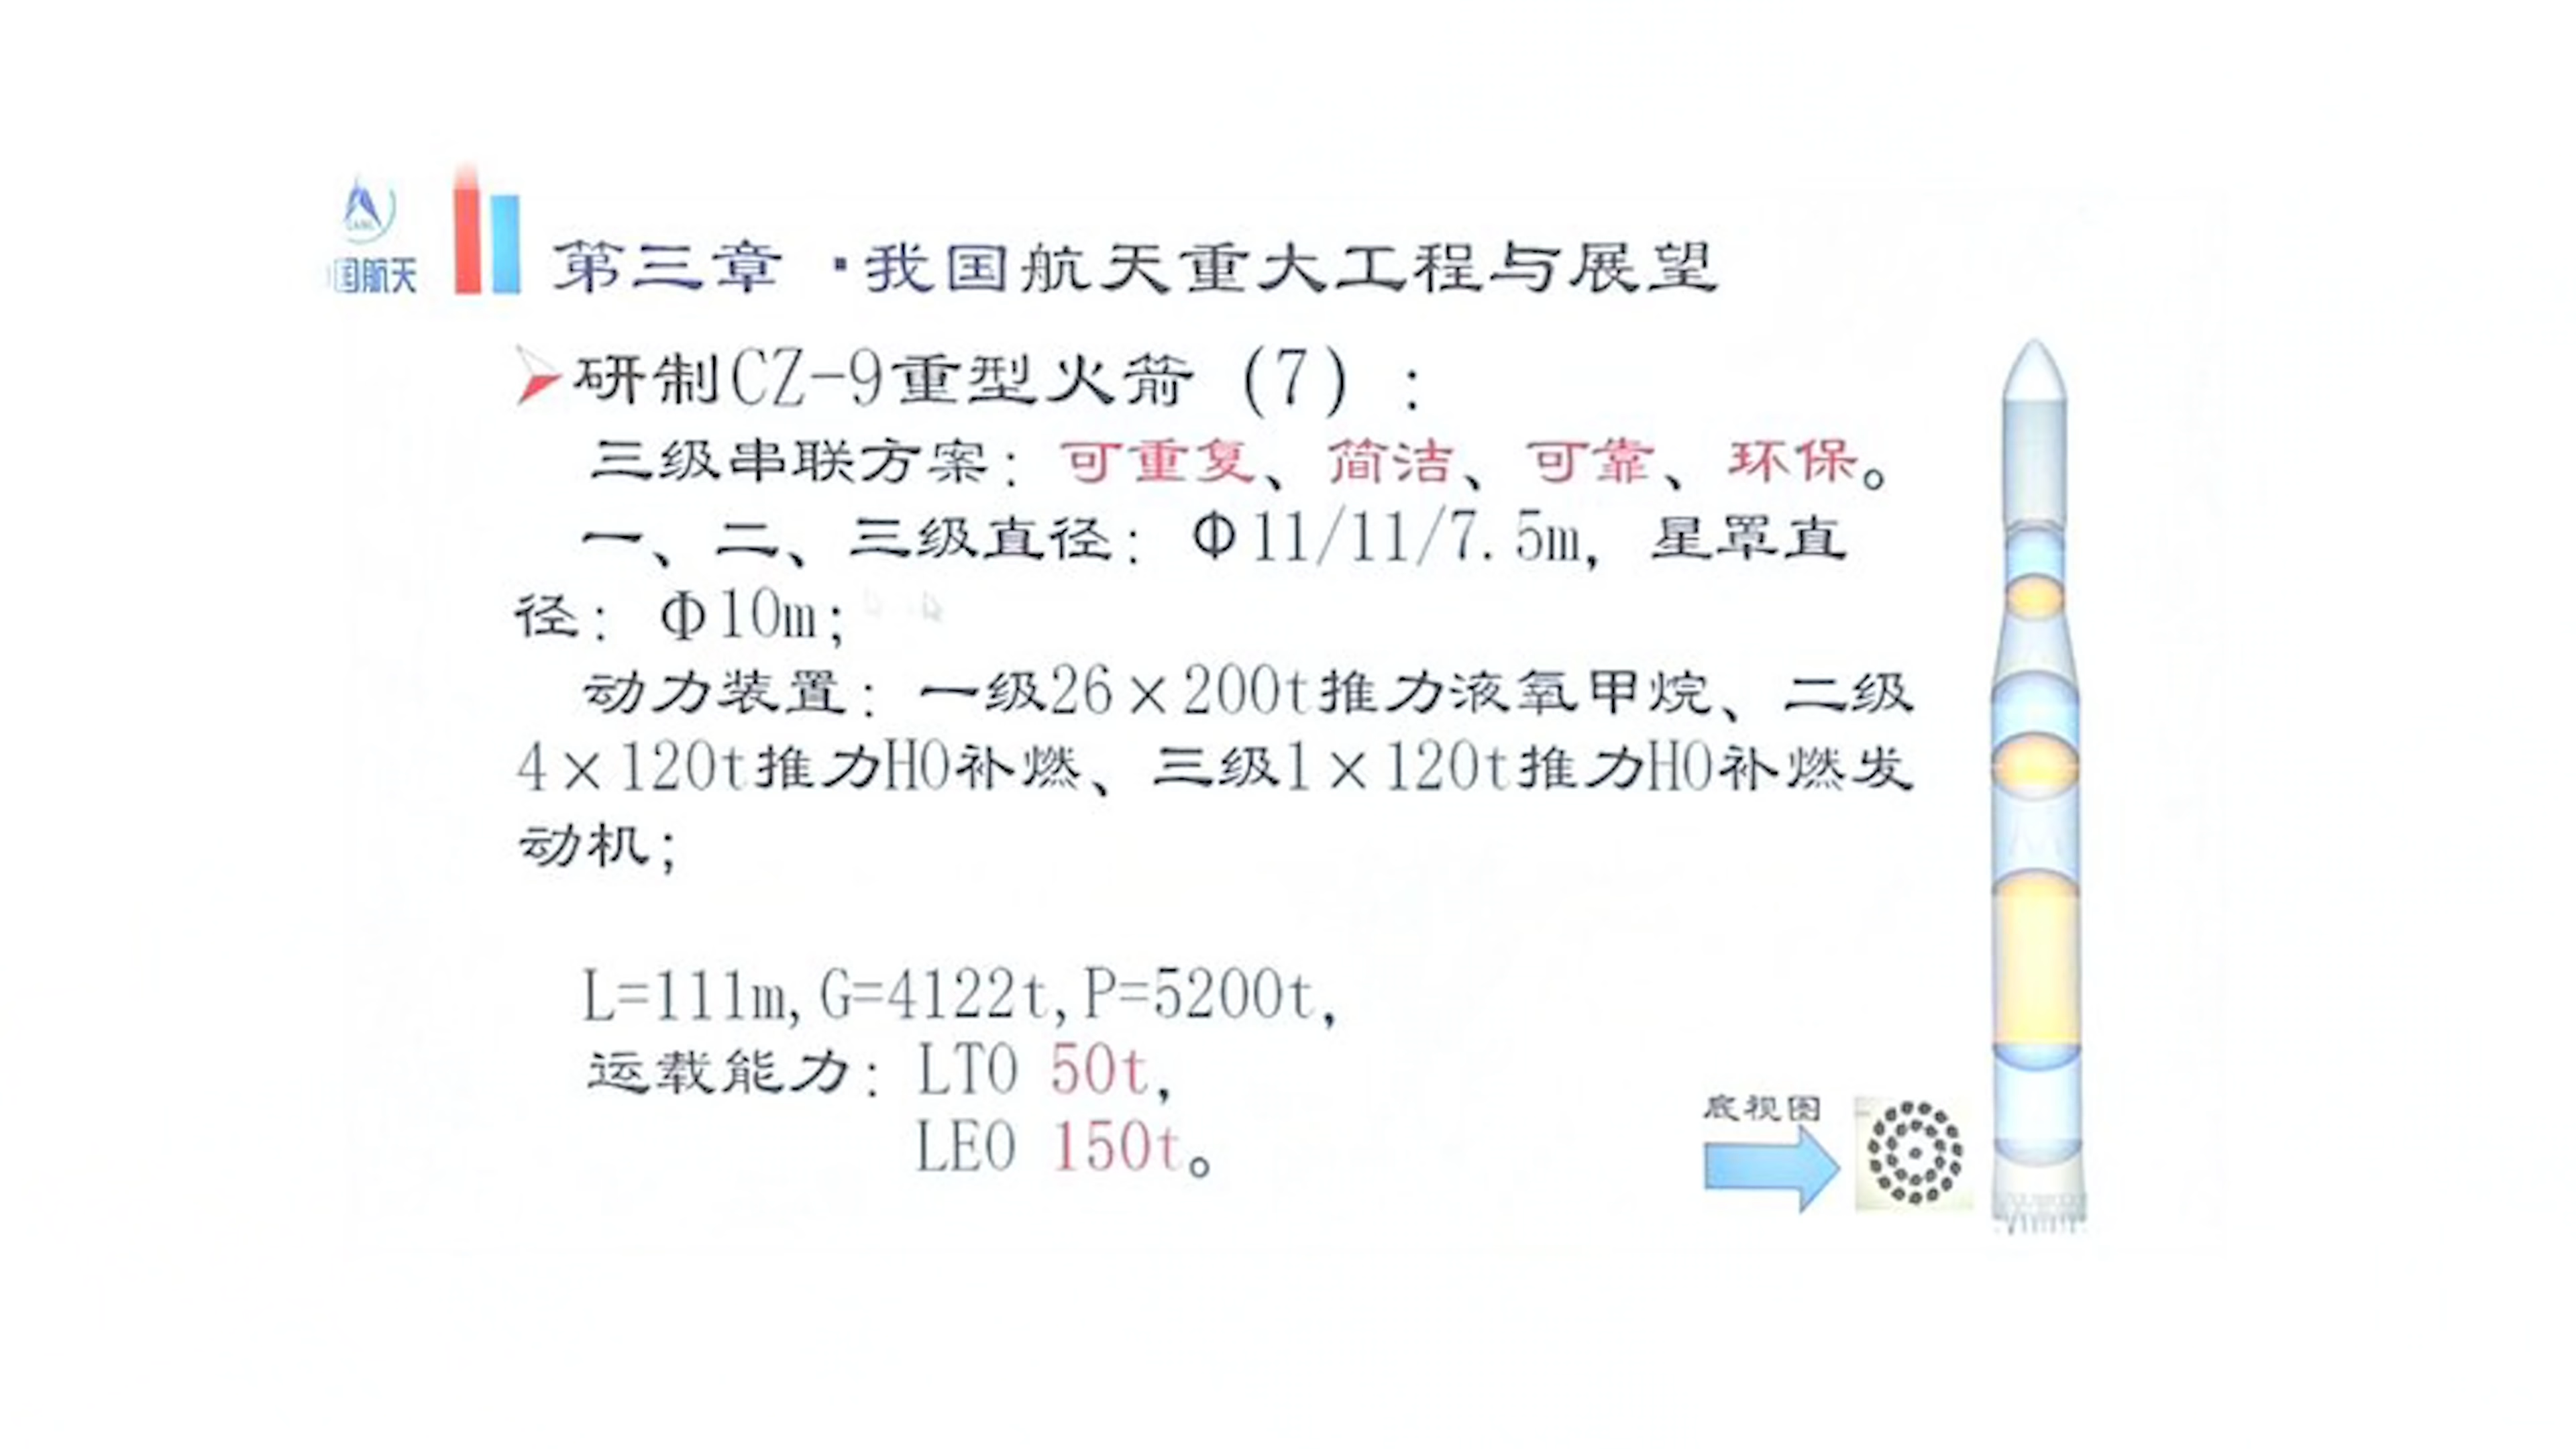 国航天
第三章 ·我国航天重大工程与展望
研制CZ-9重型火箭(7):
三级串联方案:可重复、简洁、可靠、环保。
一、二、三级直径:Φ11/11/7.5m,星罩直
径:Φ10m;
动力装置:一级26×200t推力液氧甲烷、二级
4×120t推力HO补燃、三级1×120t推力HO补燃发
动机;
L=111m,G=4122t,P=5200t,
运载能力:LTO 50t,
LEO 150t。
底视图